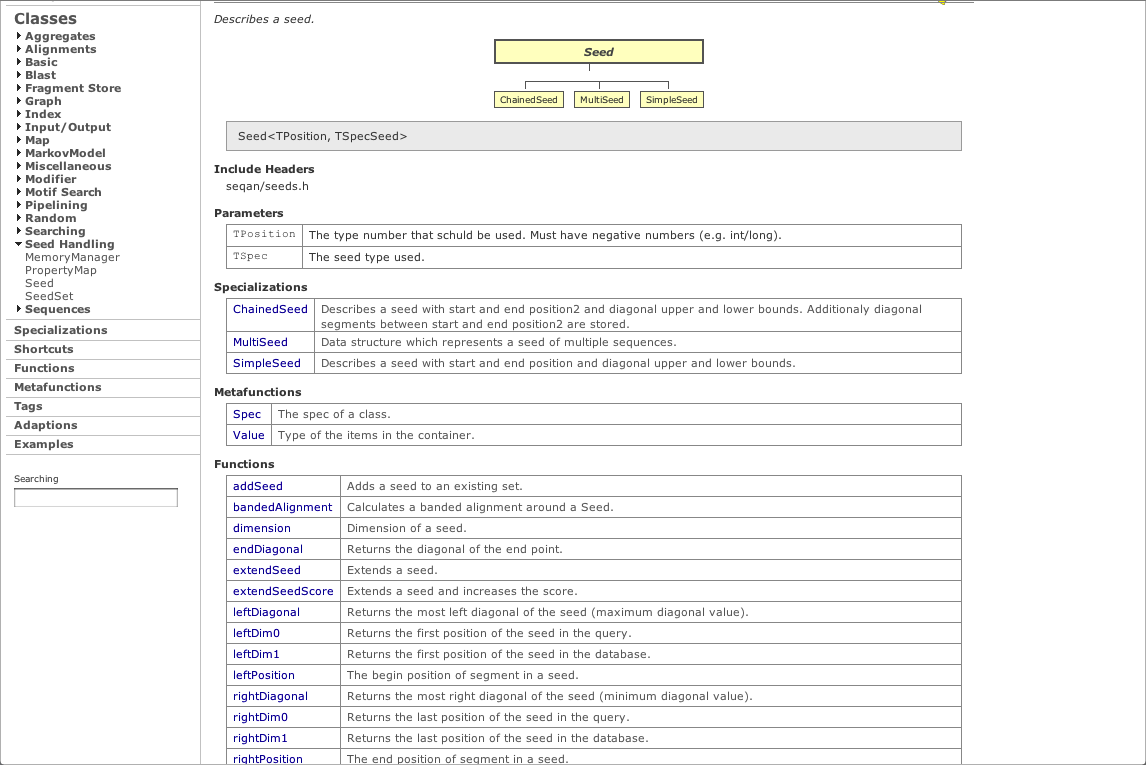 Classes
Aggregates
Alignments
Basic
Blast
Fragment Store
Graph
Index
Input/Output
Map
MarkovModel
Miscellaneous
Modifier
Motif Search
Pipelining
Random
Searching
Seed Handling
MemoryManager
PropertyMap
Seed
SeedSet
Sequences
Specializations
Shortcuts
Functions
Metafunctions
Tags
Adaptions
Examples
Searching
Describes a seed.
Seed
ChainedSeed MultiSeed SimpleSeed
Seed<TPosition, TSpecSeed>
Include Headers
seqan/seeds.h
Parameters
TPosition The type number that schuld be used. Must have negative numbers (e.g. int/long).
TSpec The seed type used.
Specializations
ChainedSeed Describes a seed with start and end position2 and diagonal upper and lower bounds. Additionaly diagonal
segments between start and end position2 are stored.
MultiSeed Data structure which represents a seed of multiple sequences.
SimpleSeed Describes a seed with start and end position and diagonal upper and lower bounds.
Metafunctions
Spec The spec of a class.
Value Type of the items in the container.
Functions
addSeed Adds a seed to an existing set.
bandedAlignment Calculates a banded alignment around a Seed.
dimension Dimension of a seed.
endDiagonal Returns the diagonal of the end point.
extendSeed Extends a seed.
extendSeedScore Extends a seed and increases the score.
leftDiagonal Returns the most left diagonal of the seed (maximum diagonal value).
leftDim0 Returns the first position of the seed in the query.
leftDim1 Returns the first position of the seed in the database.
leftPosition The begin position of segment in a seed.
rightDiagonal Returns the most right diagonal of the seed (minimum diagonal value).
rightDim0 Returns the last position of the seed in the query.
rightDim1 Returns the last position of the seed in the database.
rightPosition The end position of segment in a seed.